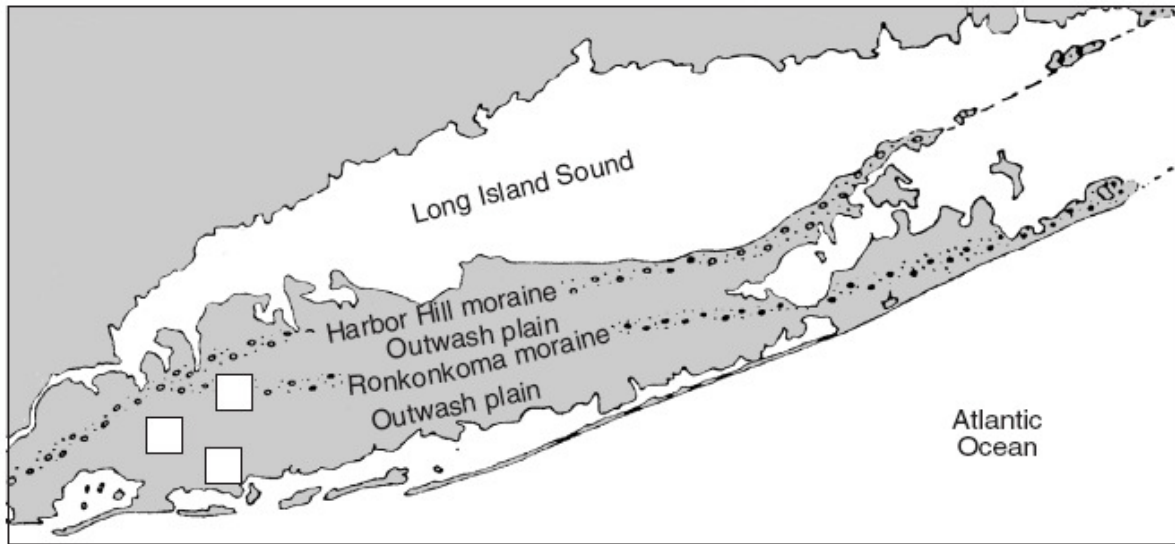 Long Island Sound
Harbor Hill moraine
Outwash plain
Ronkonkoma moraine
Outwash plain
Atlantic
Ocean